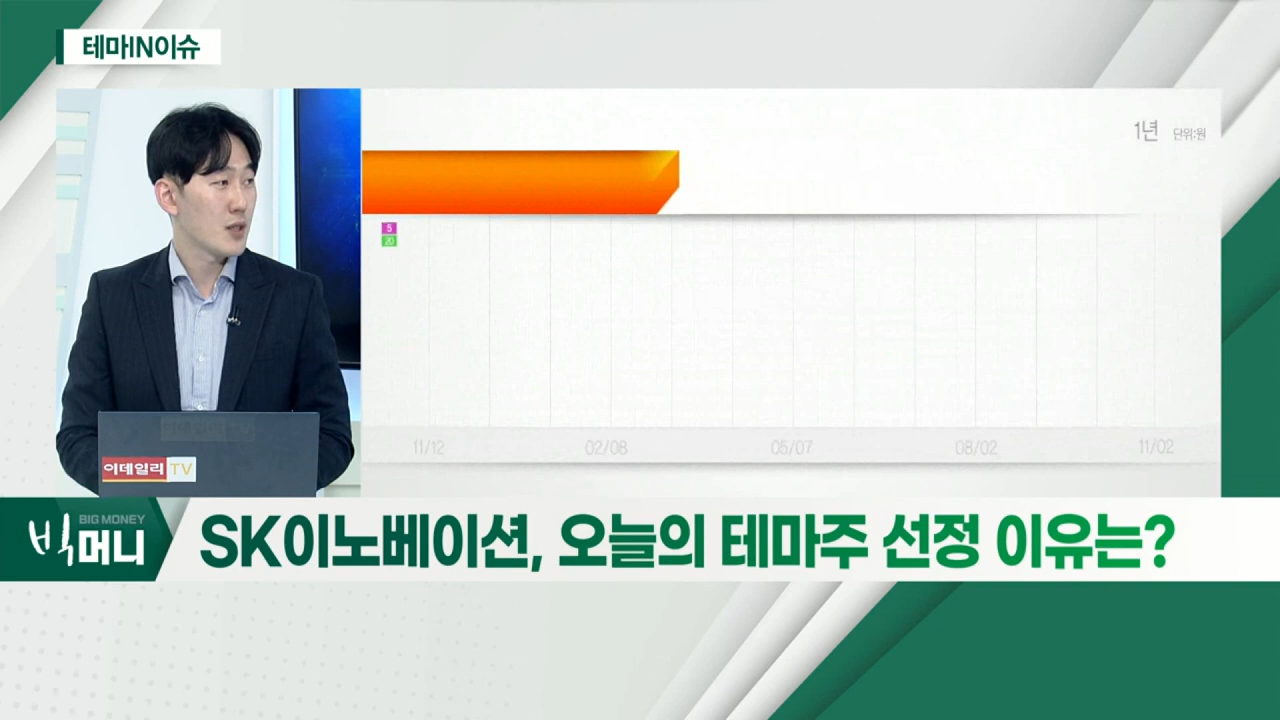 테마IN이슈
1년 단위:원
5
20
11/12 02/08 05/07 08/02 11/02
이데일리TV
BIG MONEY
빅머니
SK이노베이션, 오늘의 테마주 선정 이유는?